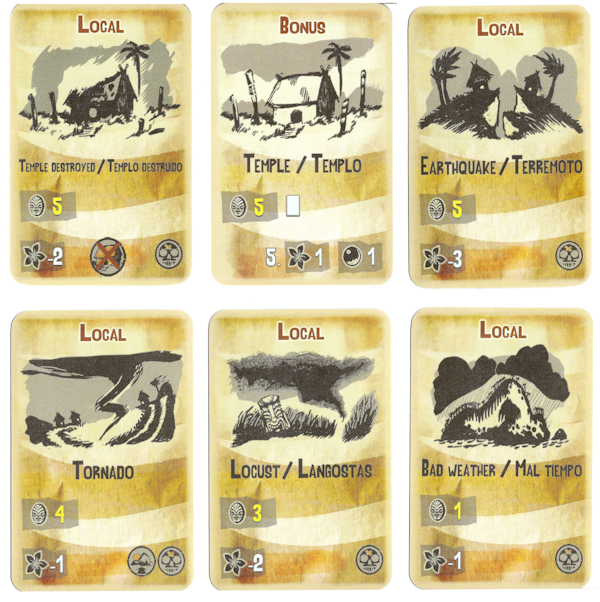 Local
Temple destroyed / Templo destruido
5
-2
Bonus
Temple / Templo
5
5. 1 1
Local
Earthquake / Terremoto
5
-3
Local
Tornado
4
-1
Local
Locust / Langostas
3
-2
Local
Bad weather / Mal tiempo
1
-1